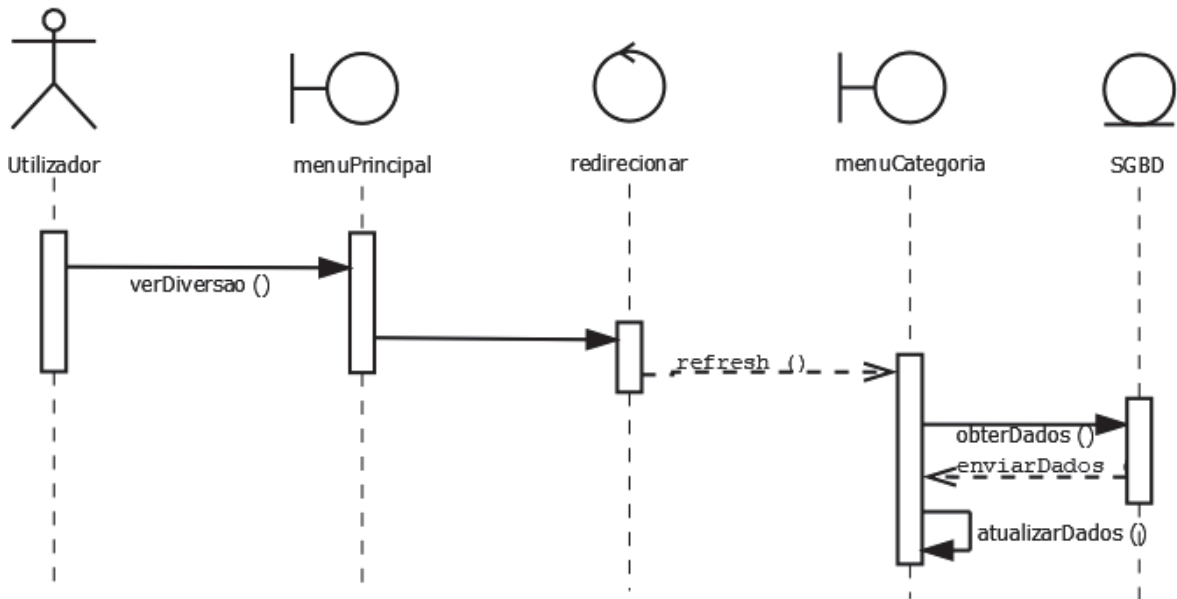 Utilizador
menuPrincipal
redirecionar
menuCategoria
SGBD
verDiversao ()
refresh ()
obterDados ()
enviarDados
atualizarDados ()